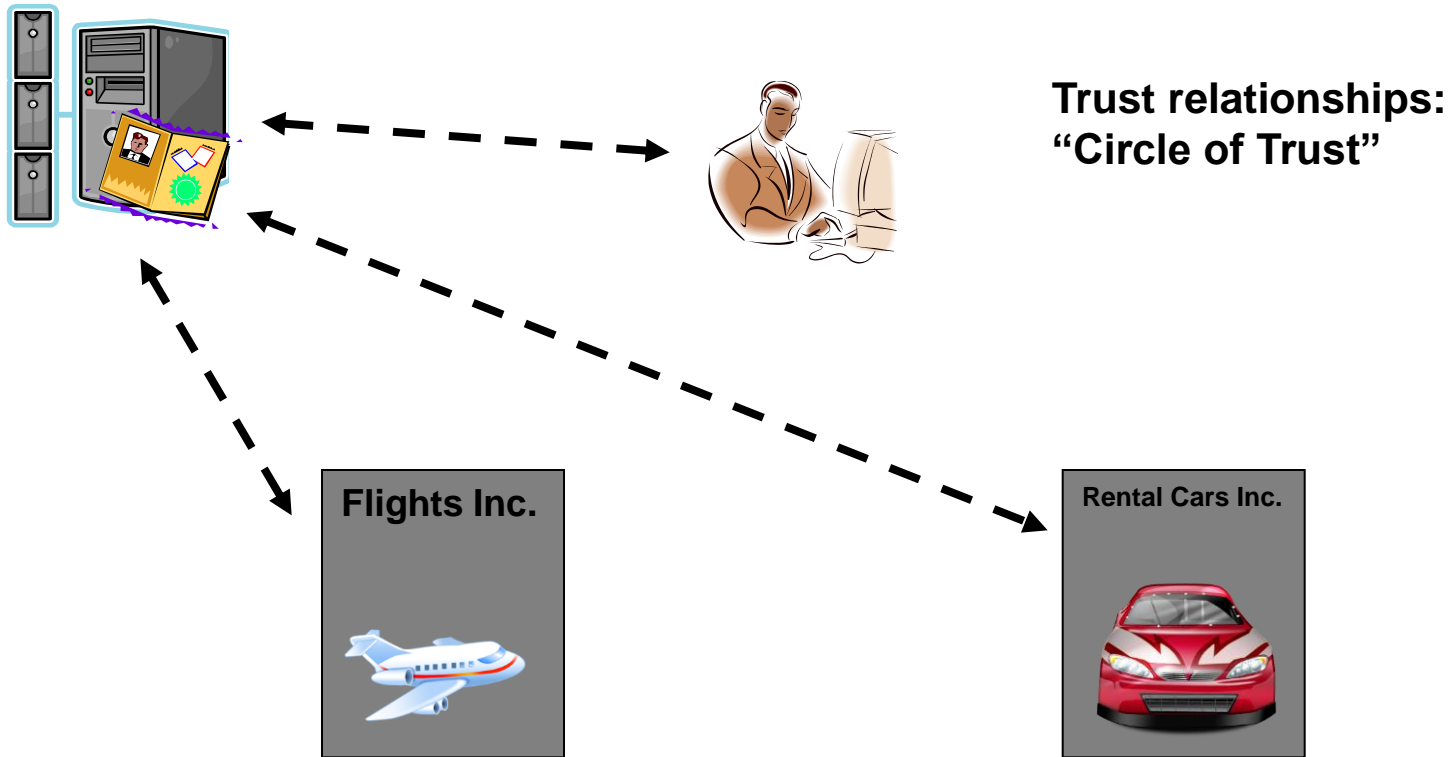 Trust relationships:
“Circle of Trust”
Flights Inc.
Rental Cars Inc.